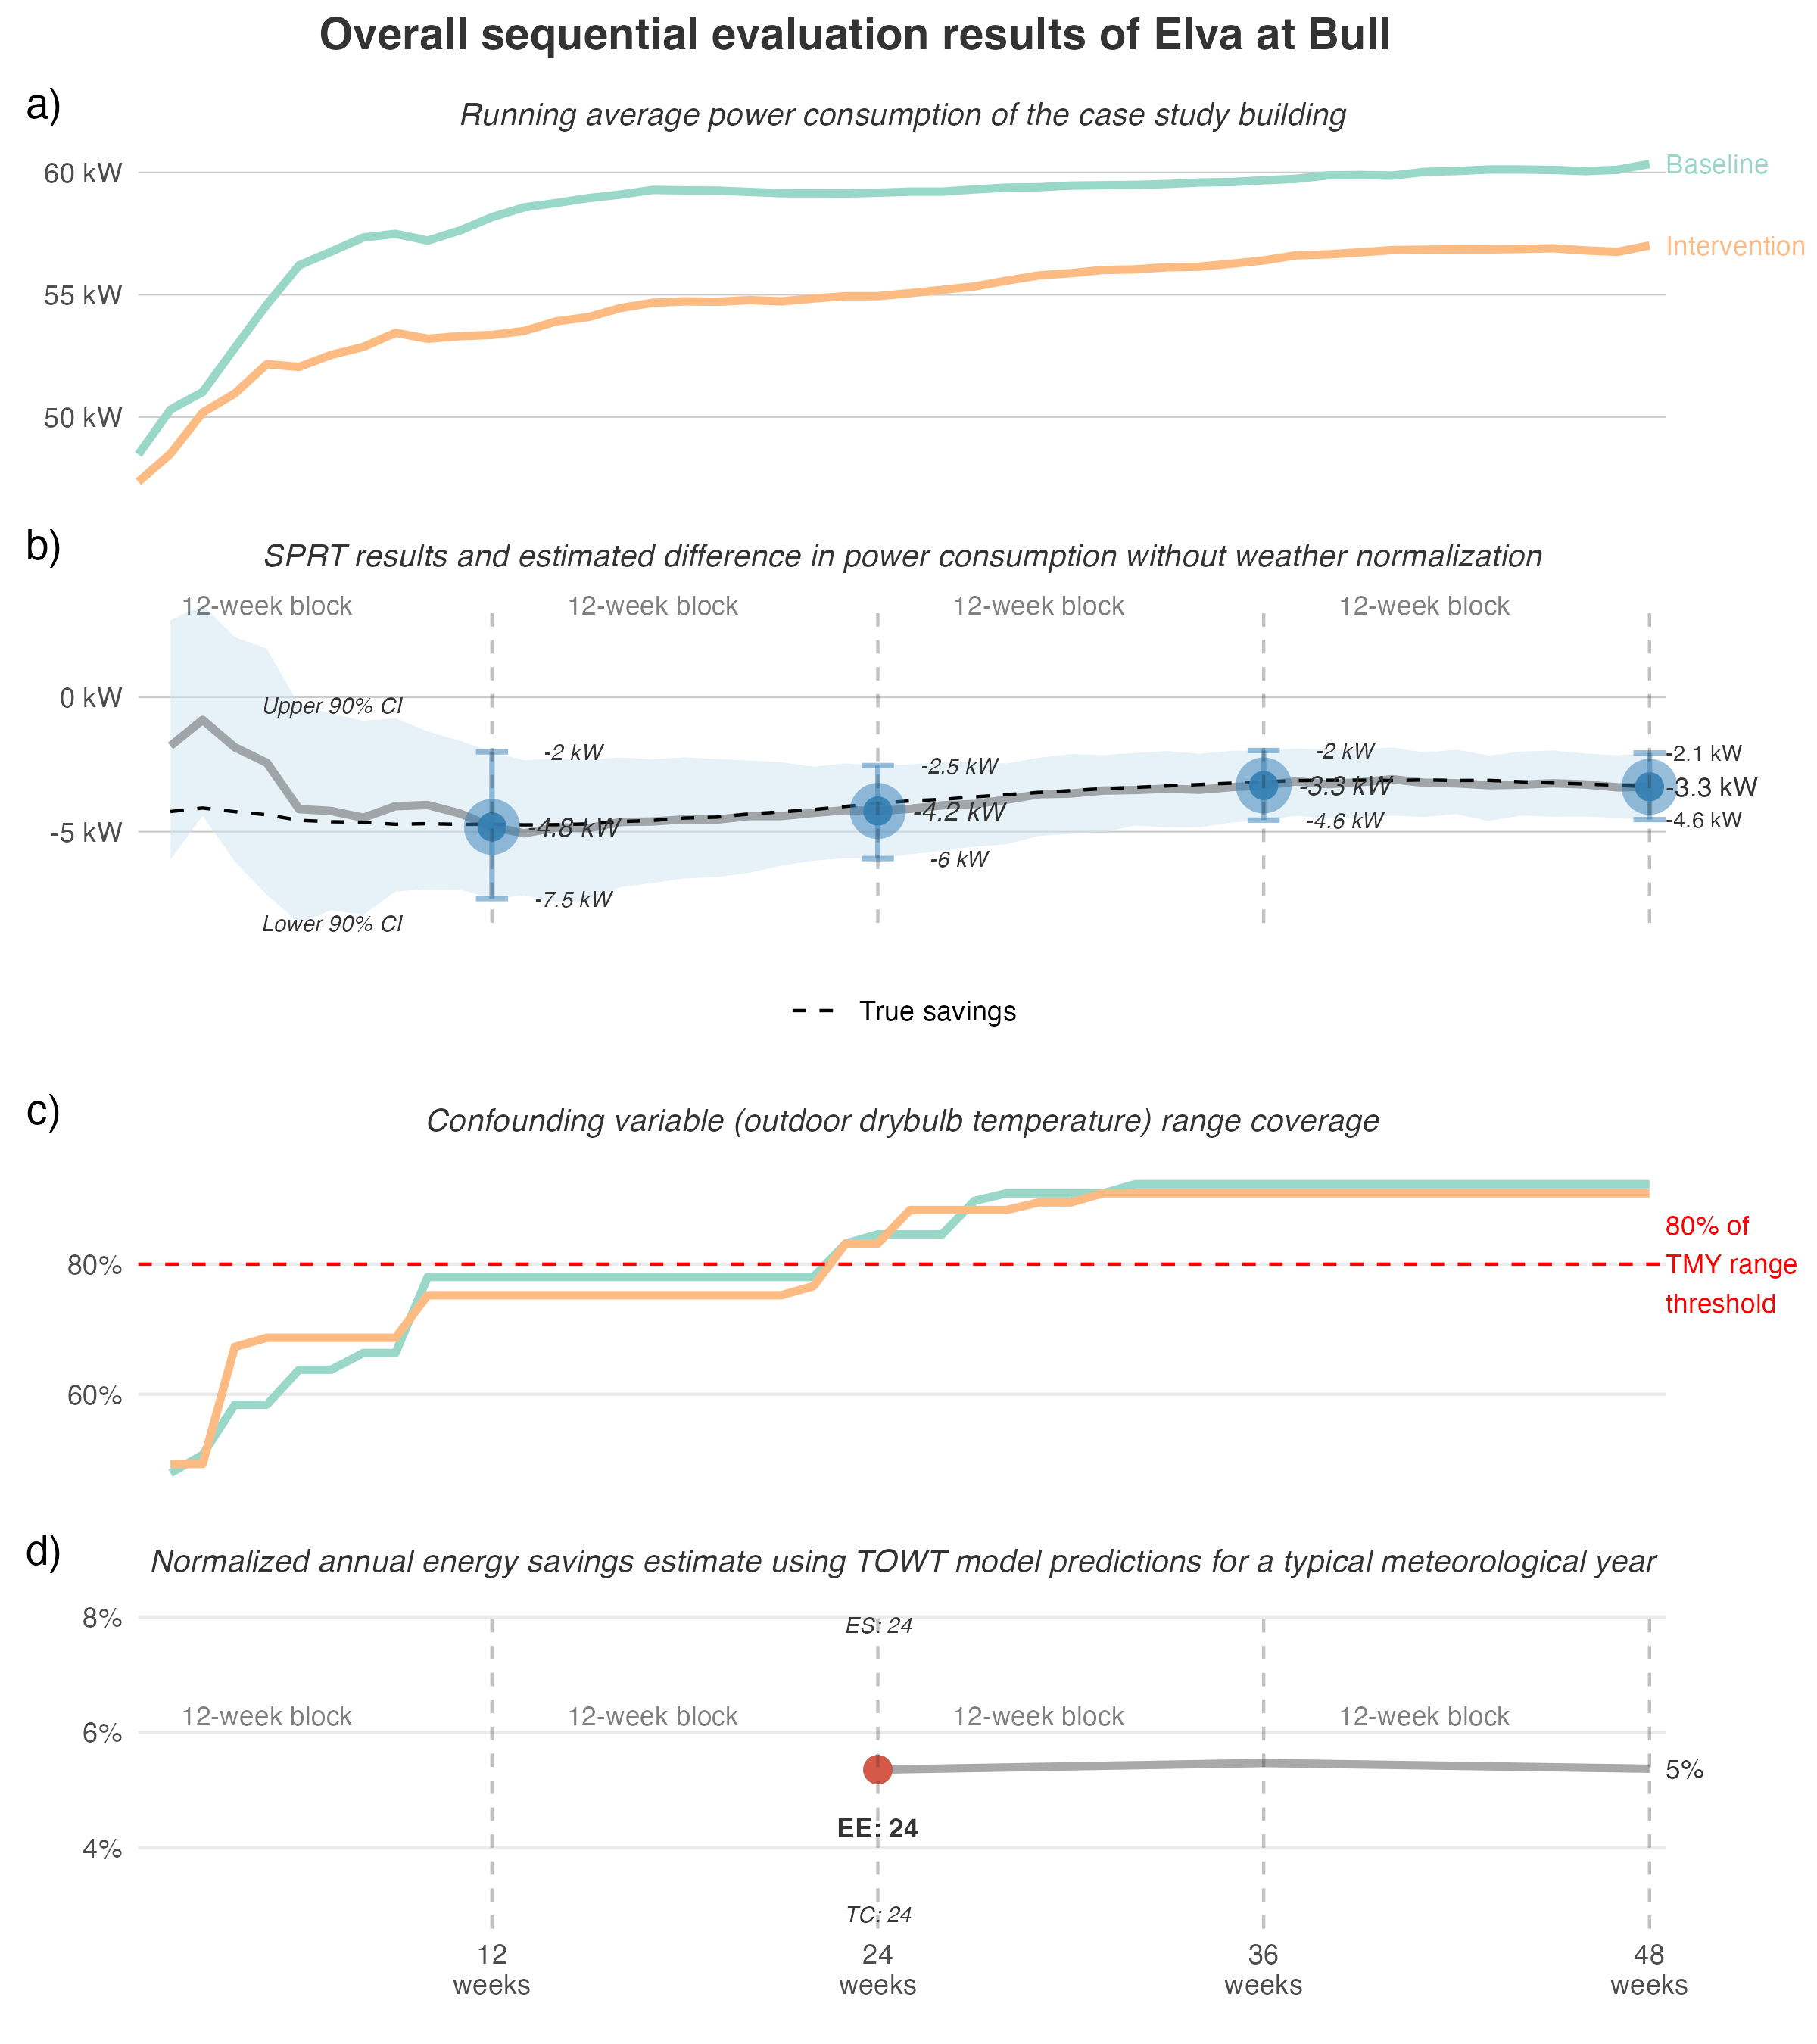 Overall sequential evaluation results of Elva at Bull
a)
Running average power consumption of the case study building
60 kW
55 kW
50 kW
Baseline
Intervention
b)
SPRT results and estimated difference in power consumption without weather normalization
12-week block
12-week block
12-week block
12-week block
0 kW
-5 kW
Upper 90% CI
Lower 90% CI
-2 kW
-4.8 kW
-7.5 kW
-2.5 kW
-4.2 kW
-6 kW
-2 kW
-3.3 kW
-4.6 kW
-2.1 kW
-3.3 kW
-4.6 kW
True savings
c)
Confounding variable (outdoor drybulb temperature) range coverage
80%
60%
80% of
TMY range
threshold
d)
Normalized annual energy savings estimate using TOWT model predictions for a typical meteorological year
8%
6%
4%
ES: 24
12-week block
12-week block
12-week block
12-week block
5%
EE: 24
TC: 24
12
weeks
24
weeks
36
weeks
48
weeks